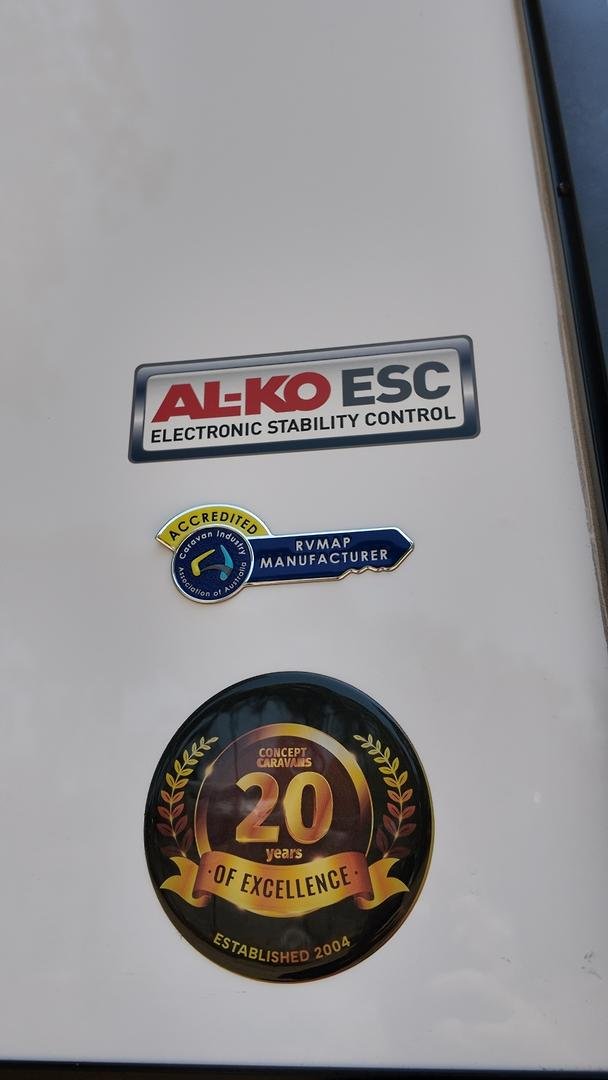 AL-KO ESC
ELECTRONIC STABILITY CONTROL
ACCREDITED
Caravan Industry
Association of Australia
RVMAP
MANUFACTURER
CONCEPT
CARAVANS
20
years
·OF EXCELLENCE·
ESTABLISHED 2004